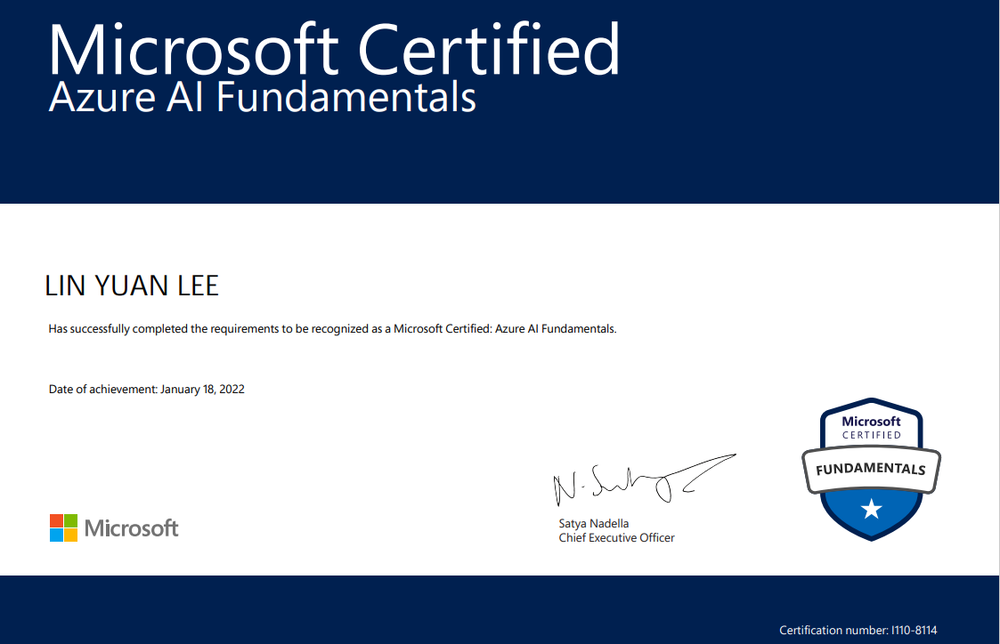 Microsoft Certified
Azure AI Fundamentals
LIN YUAN LEE
Has successfully completed the requirements to be recognized as a Microsoft Certified: Azure AI Fundamentals.
Date of achievement: January 18, 2022
Microsoft
CERTIFIED
FUNDAMENTALS
N. Satya
Satya Nadella
Chief Executive Officer
Microsoft
Certification number: I110-8114